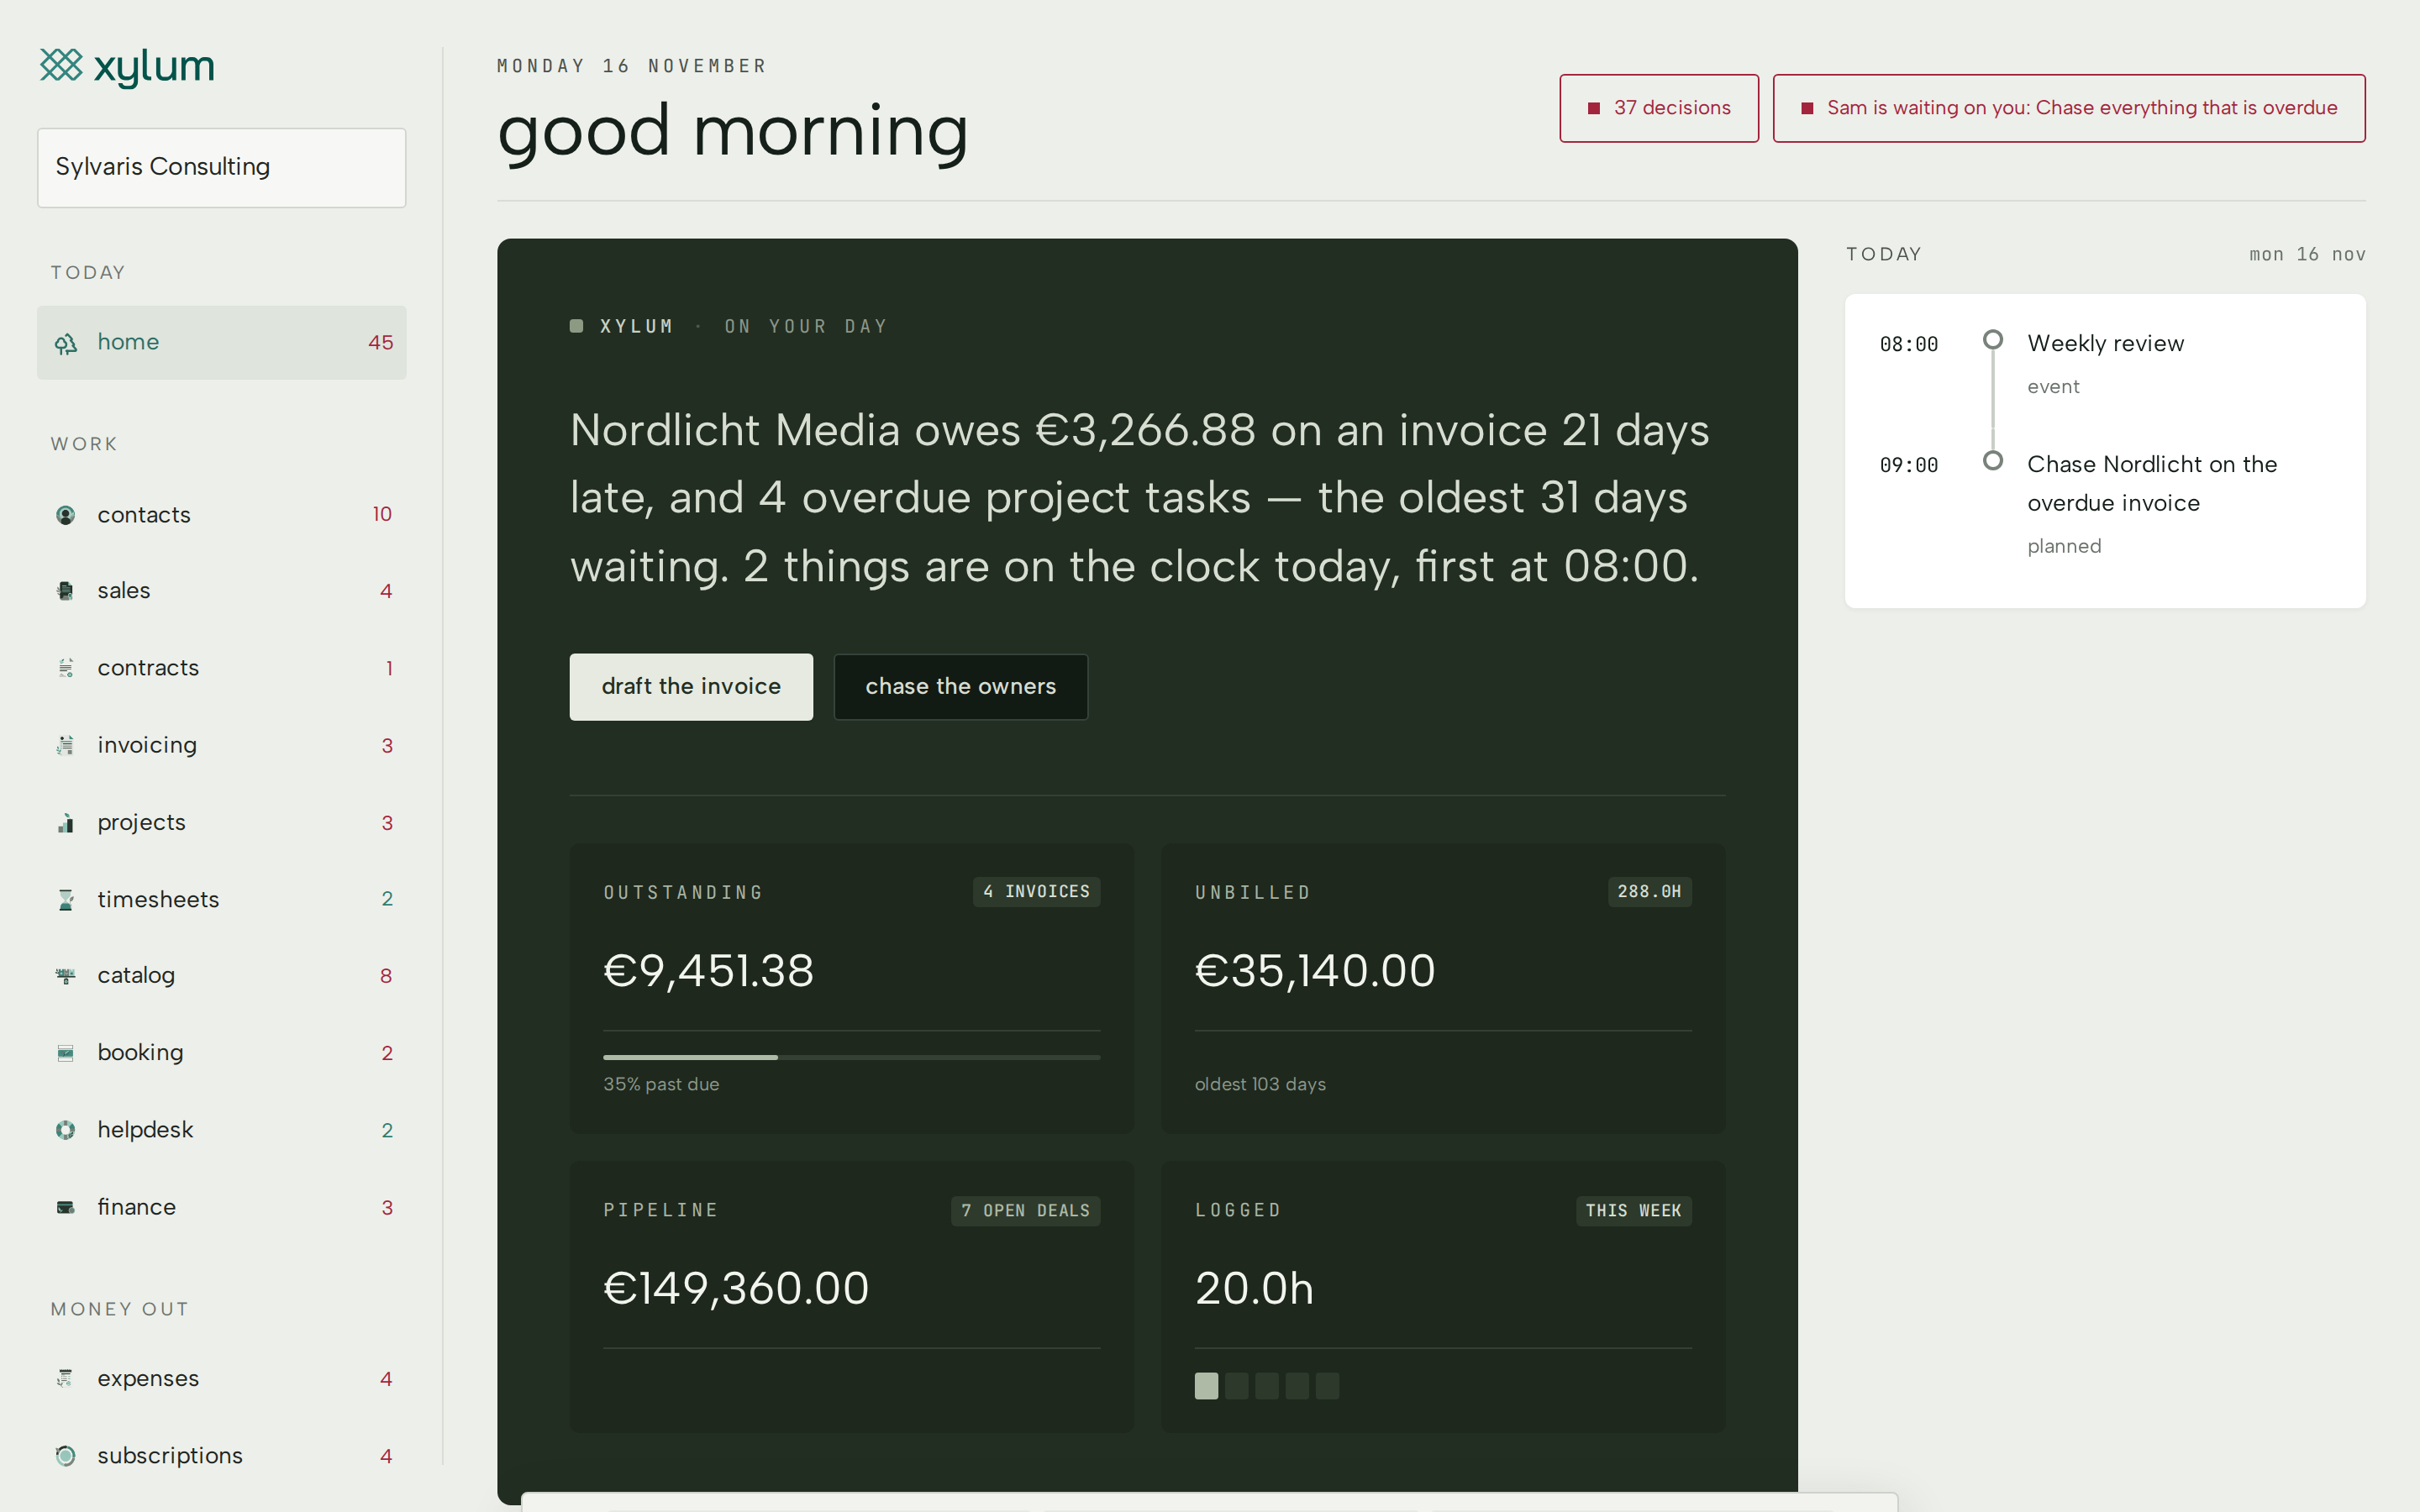 xylum
Sylvaris Consulting
TODAY
home 45
WORK
contacts 10
sales 4
contracts 1
invoicing 3
projects 3
timesheets 2
catalog 8
booking 2
helpdesk 2
finance 3
MONEY OUT
expenses 4
subscriptions 4
MONDAY 16 NOVEMBER
good morning
37 decisions
Sam is waiting on you: Chase everything that is overdue
XYLUM · ON YOUR DAY
Nordlicht Media owes €3,266.88 on an invoice 21 days
late, and 4 overdue project tasks — the oldest 31 days
waiting. 2 things are on the clock today, first at 08:00.
draft the invoice
chase the owners
OUTSTANDING 4 INVOICES
€9,451.38
35% past due
UNBILLED 288.0H
€35,140.00
oldest 103 days
PIPELINE 7 OPEN DEALS
€149,360.00
LOGGED THIS WEEK
20.0h
TODAY mon 16 nov
08:00 Weekly review
event
09:00 Chase Nordlicht on the
overdue invoice
planned